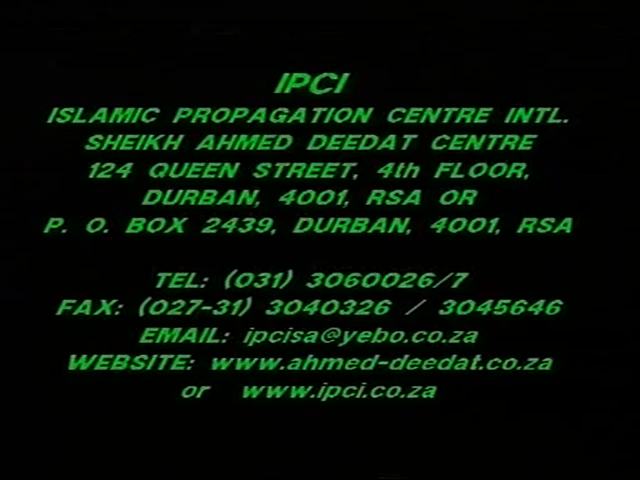 IPCI
ISLAMIC PROPAGATION CENTRE INTL.
SHEIKH AHMED DEEDAT CENTRE
124 QUEEN STREET, 4th FLOOR,
DURBAN, 4001, RSA OR
P. O. BOX 2439, DURBAN, 4001, RSA
TEL: (031) 3060026/7
FAX: (027-31) 3040326 / 3045646
EMAIL: ipcisa@yebo.co.za
WEBSITE: www.ahmed-deedat.co.za
or www.ipci.co.za